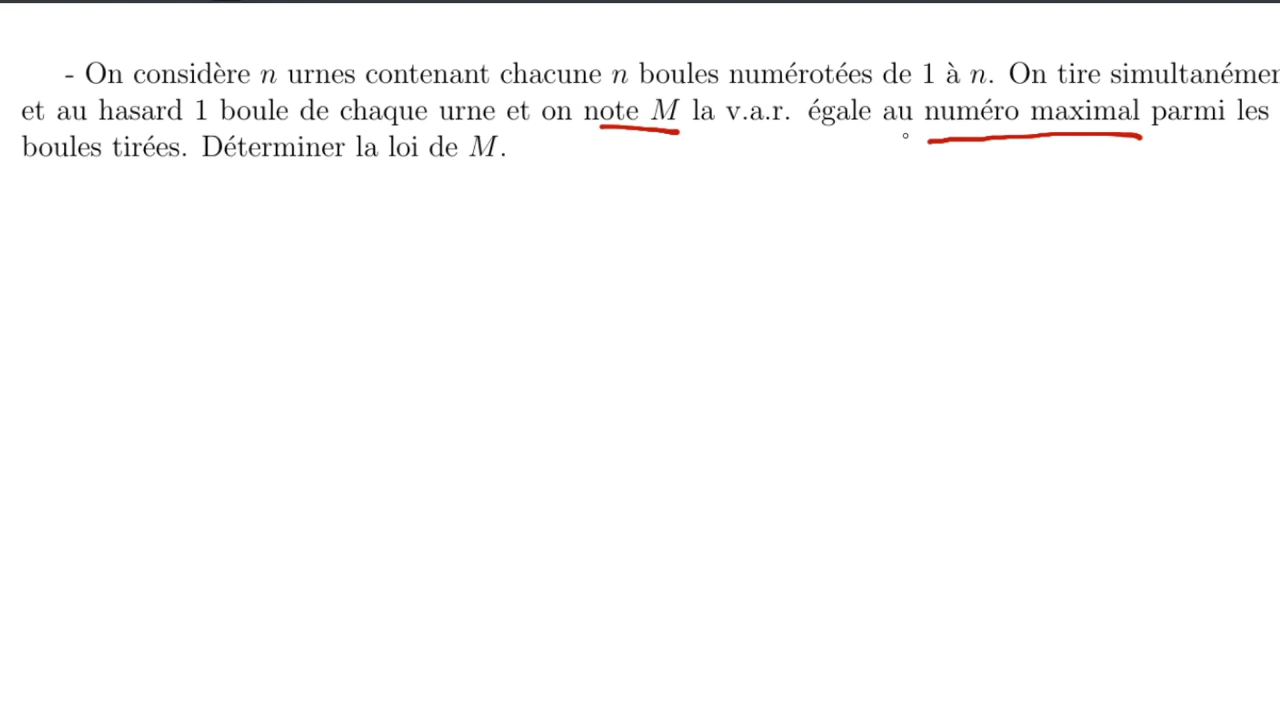 - On considère n urnes contenant chacune n boules numérotées de 1 à n. On tire
et au hasard 1 boule de chaque urne et on note M la v.a.r. égale au numéro maximal parmi les
boules tirées. Déterminer la loi de M.